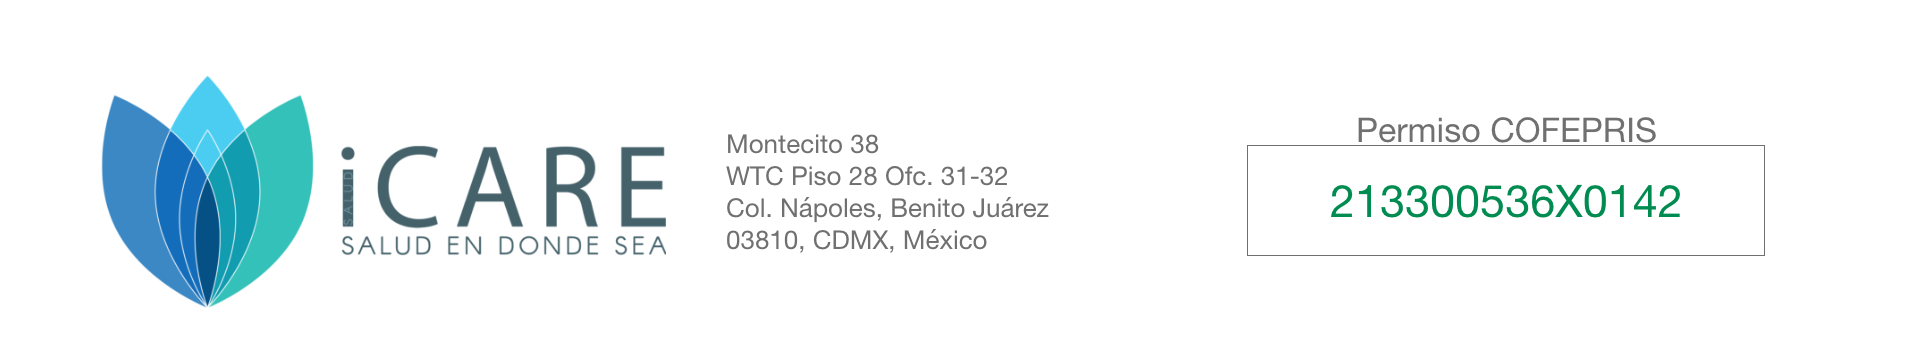 iCARE
SALUD
SALUD EN DONDE SEA
Montecito 38
WTC Piso 28 Ofc. 31-32
Col. Nápoles, Benito Juárez
03810, CDMX, México
Permiso COFEPRIS
213300536X0142